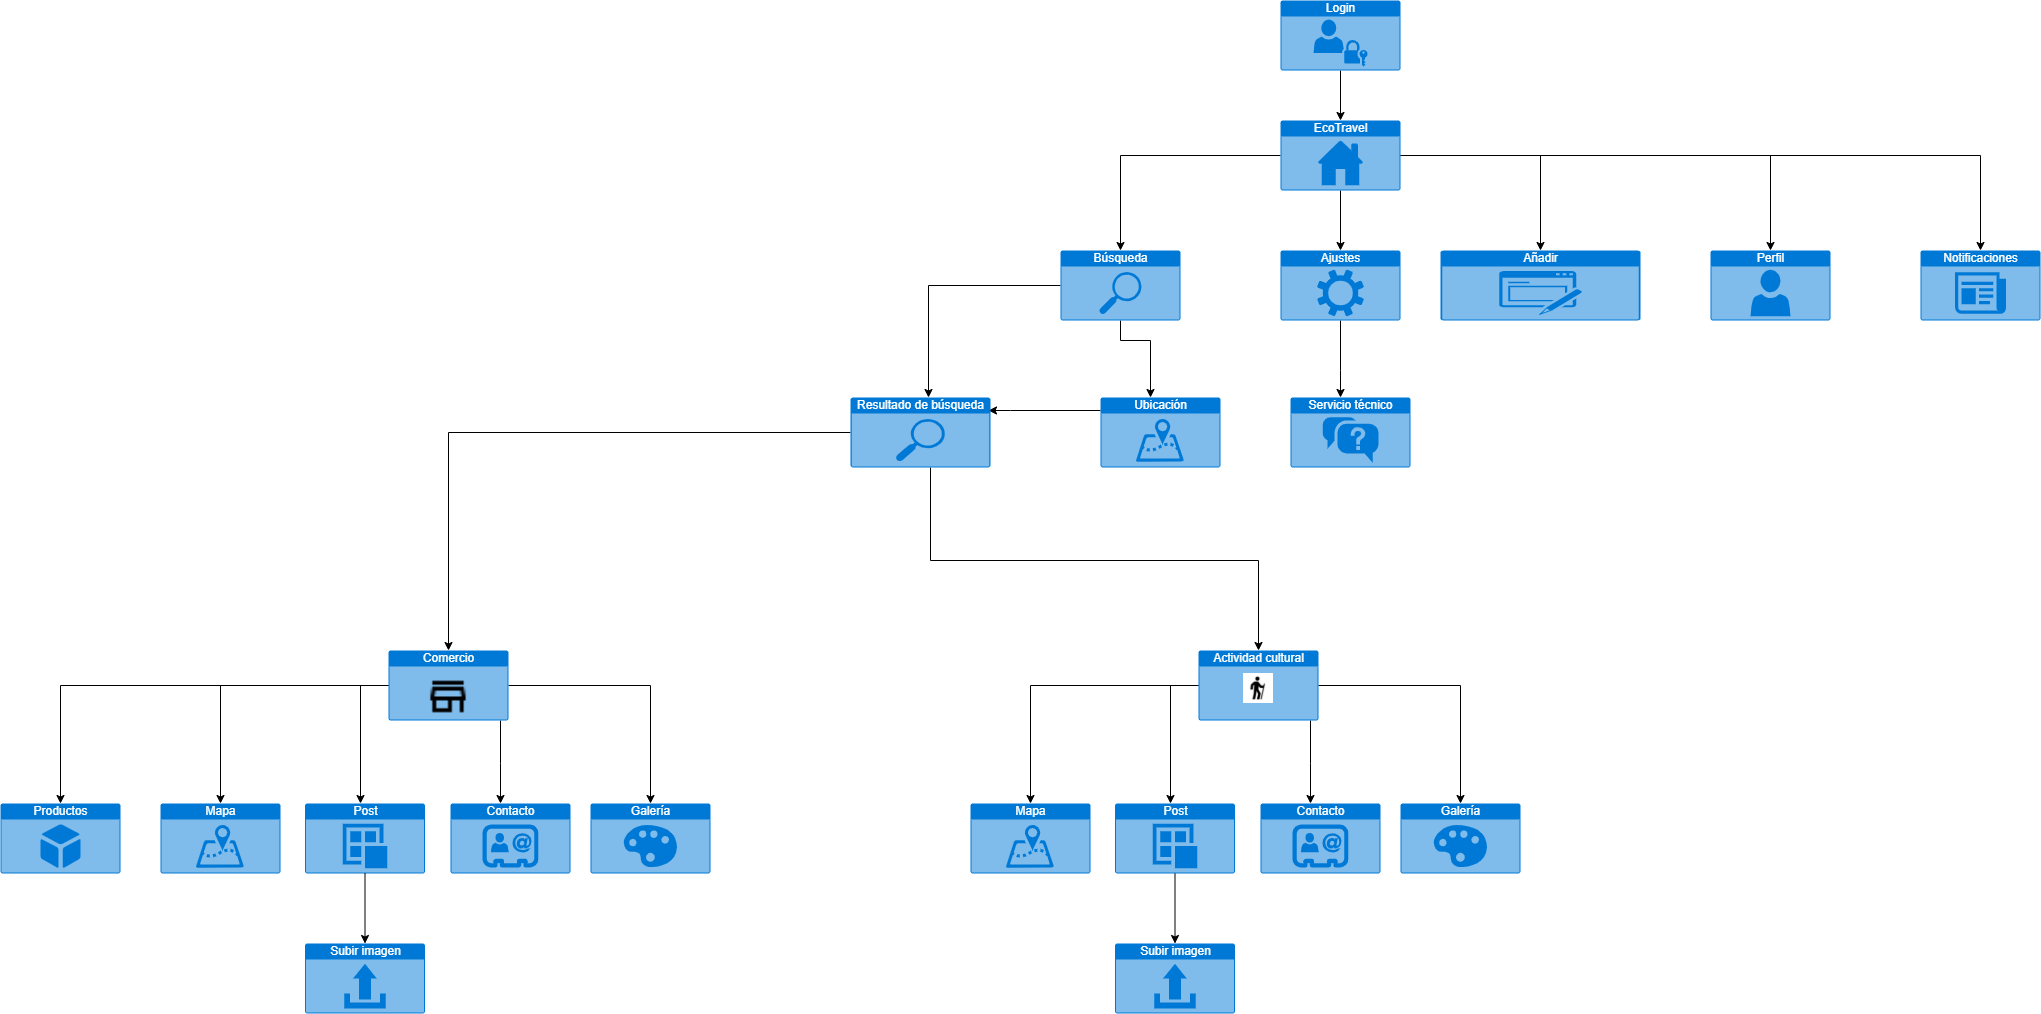 Login
EcoTravel
Búsqueda
Ajustes
Añadir
Perfil
Notificaciones
Resultado de búsqueda
Ubicación
Servicio técnico
Comercio
Actividad cultural
Productos
Mapa
Post
Contacto
Galería
Mapa
Post
Contacto
Galería
Subir imagen
Subir imagen